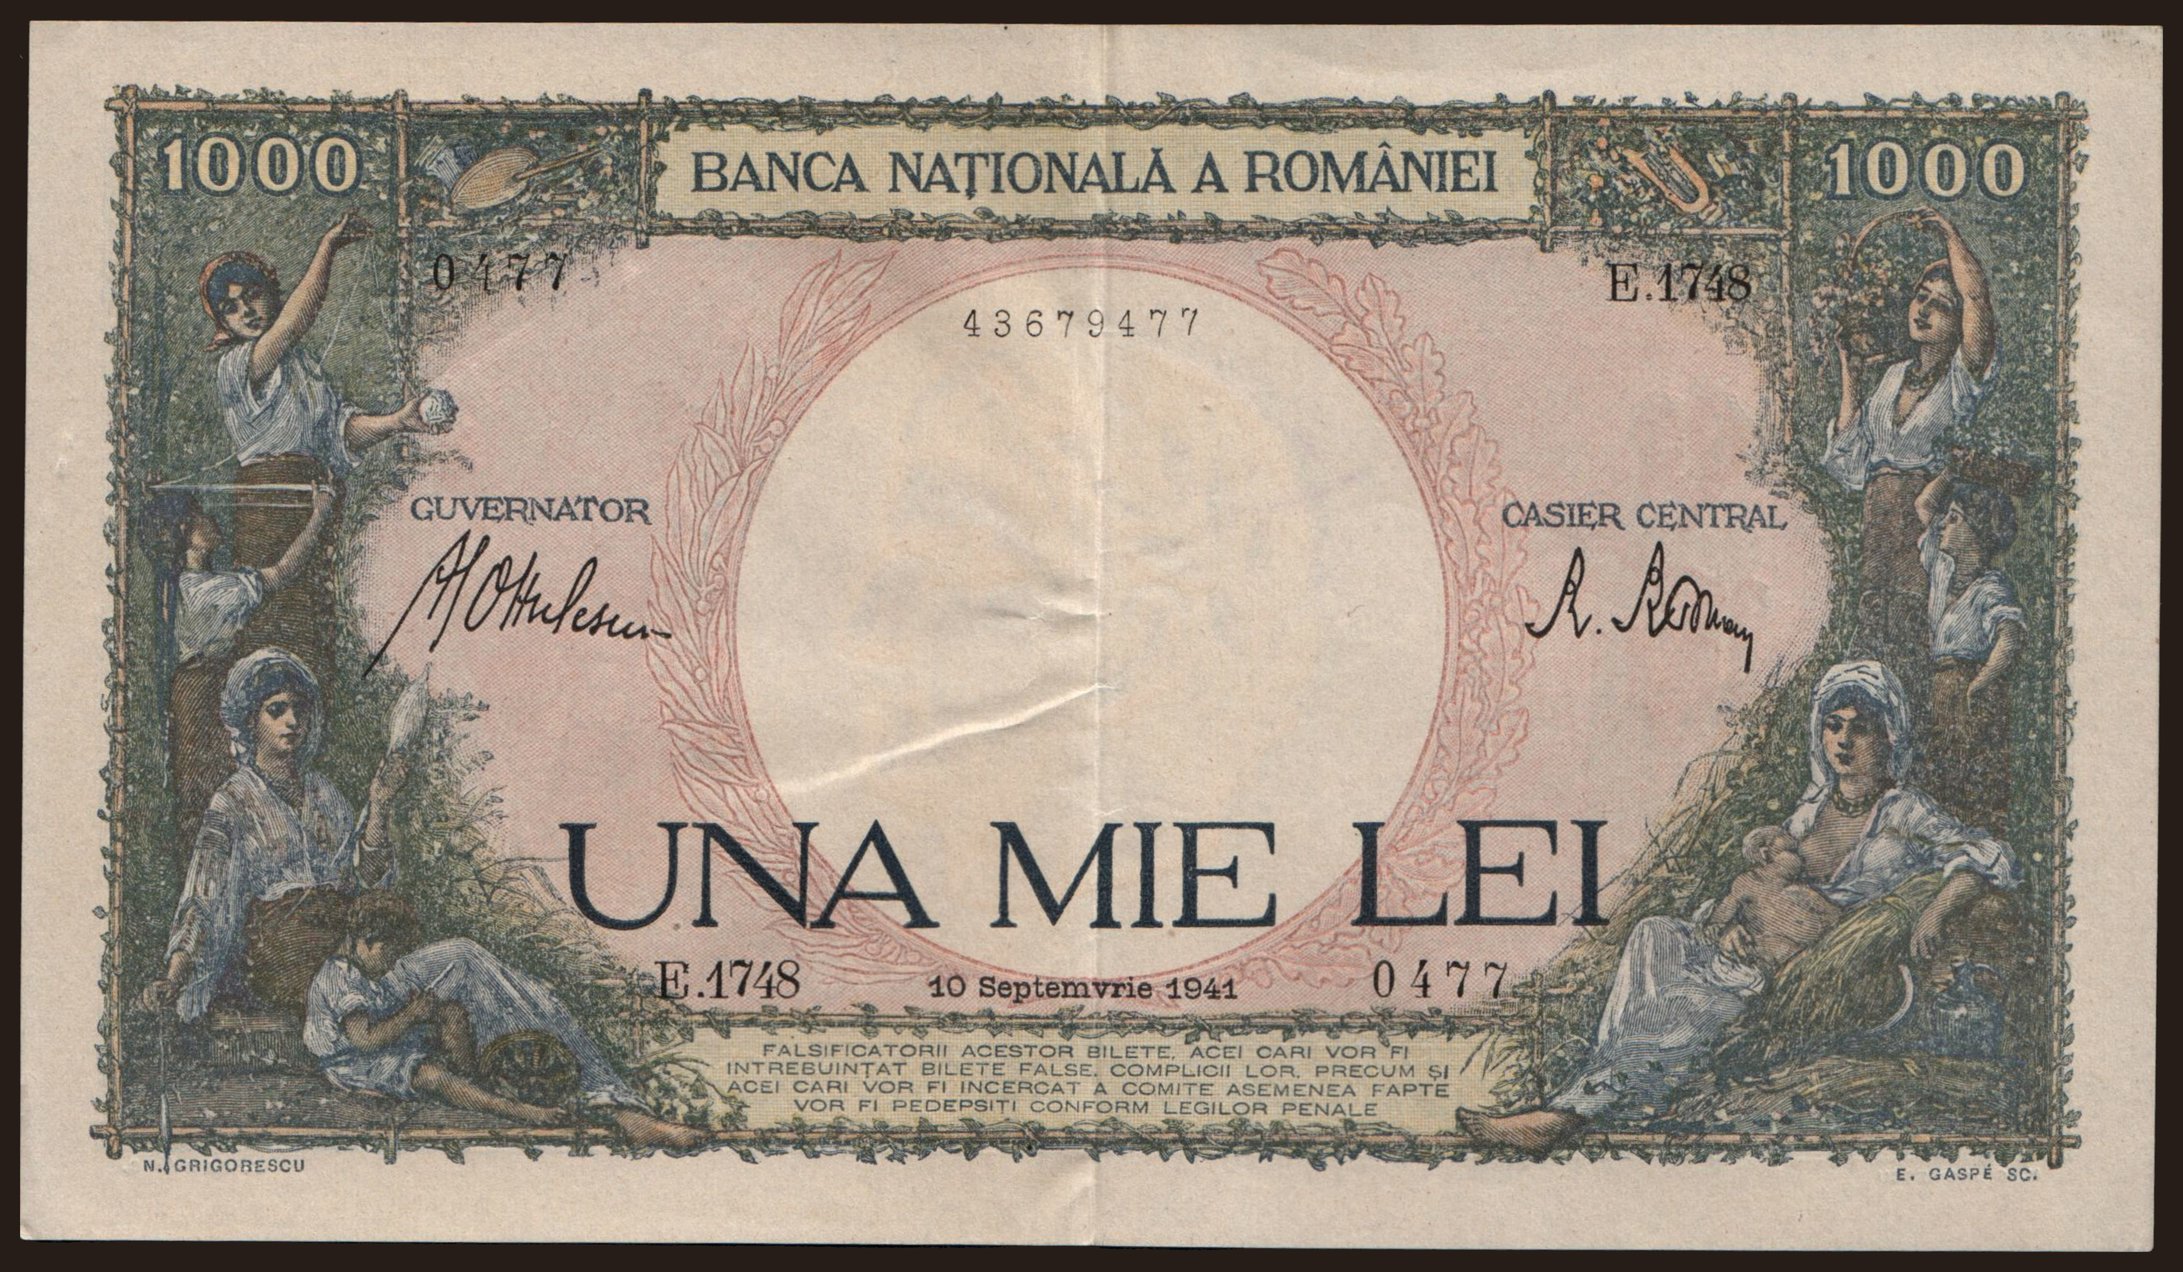 1000
BANCA NAȚIONALĂ A ROMÂNIEI
1000
0477
E.1748
43679477
GUVERNATOR
CASIER CENTRAL
UNA MIE LEI
E.1748
10 Septemvrie 1941
0477
FALSIFICATORII ACESTOR BILETE, ACEI CARI VOR FI
INTREBUINȚAT BILETE FALSE, COMPLICII LOR, PRECUM ȘI
ACEI CARI VOR FI INCERCAT A COMITE ASEMENEA FAPTE
VOR FI PEDEPSIȚI CONFORM LEGILOR PENALE
N. GRIGORESCU
E. GASPÉ SC.